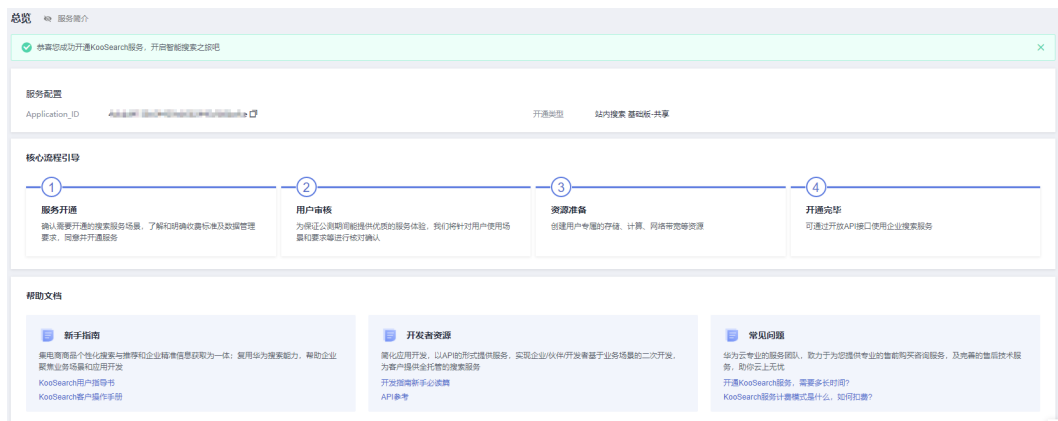 总览 服务简介
恭喜您成功开通KooSearch服务，开启智能搜索之旅吧
服务配置
Application_ID 开通类型 站内搜索 基础版-共享
核心流程引导
1 2 3 4
服务开通 用户审核 资源准备 开通完毕
确认需要开通的搜索服务场景、了解和明确收费标准及数据管理 为保证公测期间能提供优质的服务体验，我们将针对用户使用场 创建用户专属的存储、计算、网络带宽等资源 可通过开放API接口使用企业搜索服务
要求，同意并开通服务 景和要求等进行核对确认
帮助文档
新手指南 开发者资源 常见问题
集电商商品个性化搜索与推荐和企业精准信息获取为一体；复用华为搜索能力，帮助企业 简化应用开发，以API的形式提供服务，实现企业/伙伴/开发者基于业务场景的二次开发， 华为云专业的服务团队，致力于为您提供专业的售前购买咨询服务，及完善的售后技术服
聚焦业务场景和应用开发 为客户提供全托管的搜索服务 务，助你云上无忧
KooSearch用户指导书 开发指南新手必读篇 开通KooSearch服务，需要多长时间?
KooSearch客户操作手册 API参考 KooSearch服务计费模式是什么，如何扣费?